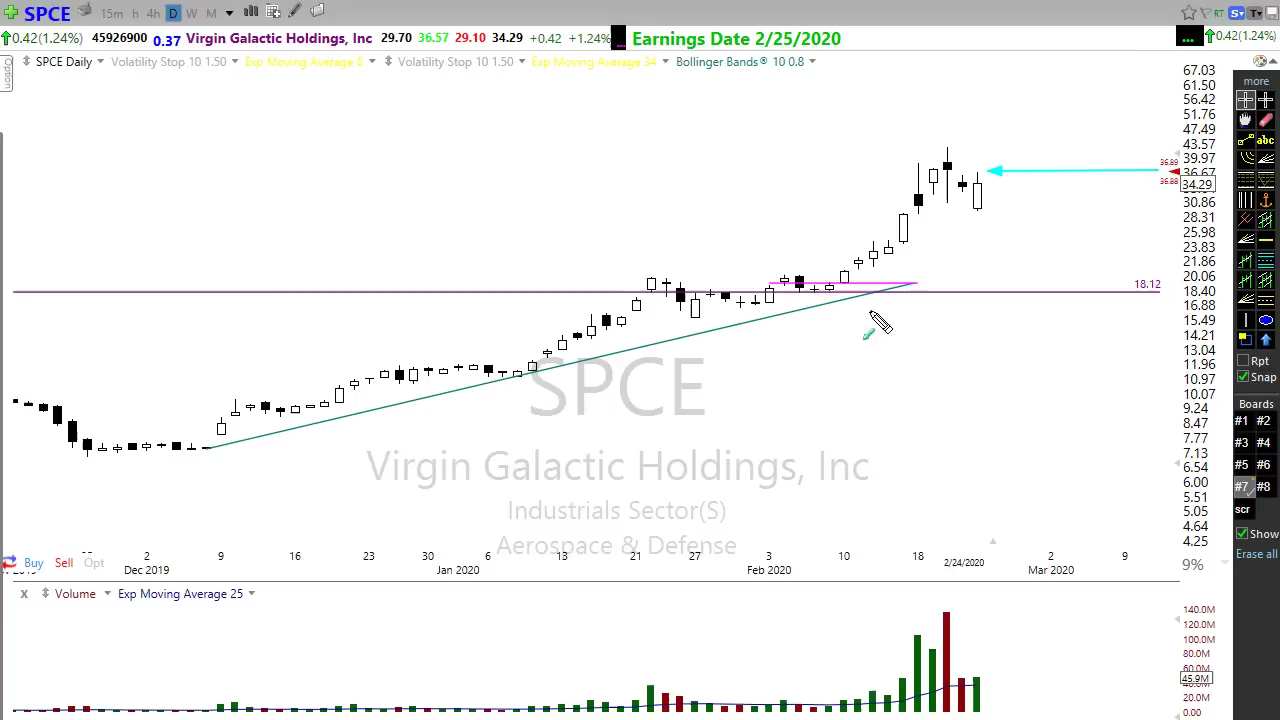 SPCE 15m h 4h D W M RT S T
0.42(1.24%) 45926900 0.37 Virgin Galactic Holdings, Inc 29.70 36.57 29.10 34.29 +0.42 +1.24% ... Earnings Date 2/25/2020 ... 0.42(1.24%)
Option
SPCE Daily Volatility Stop 10 1.50 Exp Moving Average 8 Volatility Stop 10 1.50 Exp Moving Average 34 Bollinger Bands® 10 0.8
67.03
61.50
56.42
51.76
47.49
43.57
39.97
36.89
36.67
36.88
34.29
30.86
28.31
25.98
23.83
21.86
20.06
18.12
18.40
16.88
15.49
14.21
13.04
11.96
10.97
10.07
9.24
8.47
7.77
7.13
6.54
6.00
5.51
5.05
4.64
4.25
9%
more
abc
Rpt
Snap
Boards
#1 #2
#3 #4
#5 #6
#7 #8
scr
Show
Erase all
SPCE
Virgin Galactic Holdings, Inc
Industrials Sector(S)
Aerospace & Defense
2 9 16 23 30 6 13 21 27 3 10 18 2/24/2020 2 9
Dec 2019 Jan 2020 Feb 2020 Mar 2020
Buy Sell Opt
x Volume Exp Moving Average 25
140.0M
120.0M
100.0M
80.0M
60.0M
45.9M
40.0M
20.0M
0.00